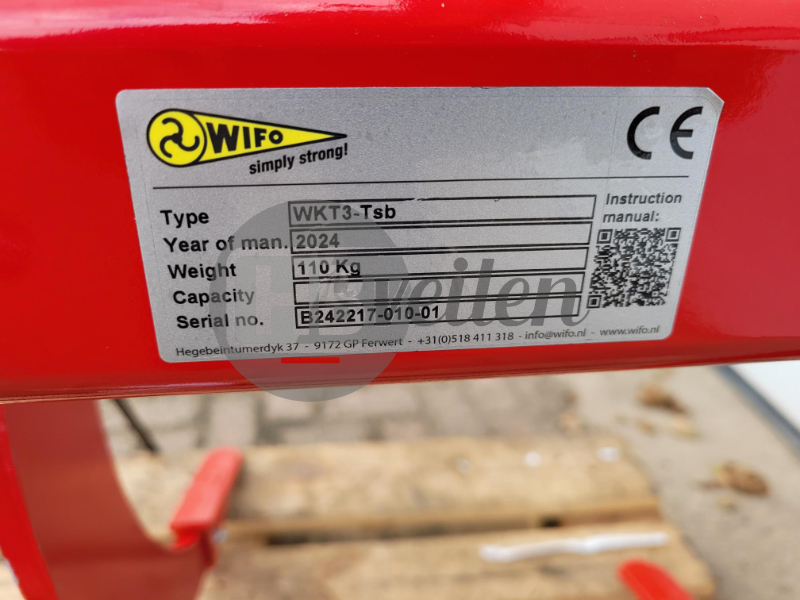 WIFO
simply strong!
CE
Instruction
manual:
Type WKT3-Tsb
Year of man. 2024
Weight 110 Kg
Capacity
Serial no. B242217-010-01
Hegebeintumerdyk 37 - 9172 GP Ferwert - +31(0)518 411 318 - info@wifo.nl - www.wifo.nl
veilen